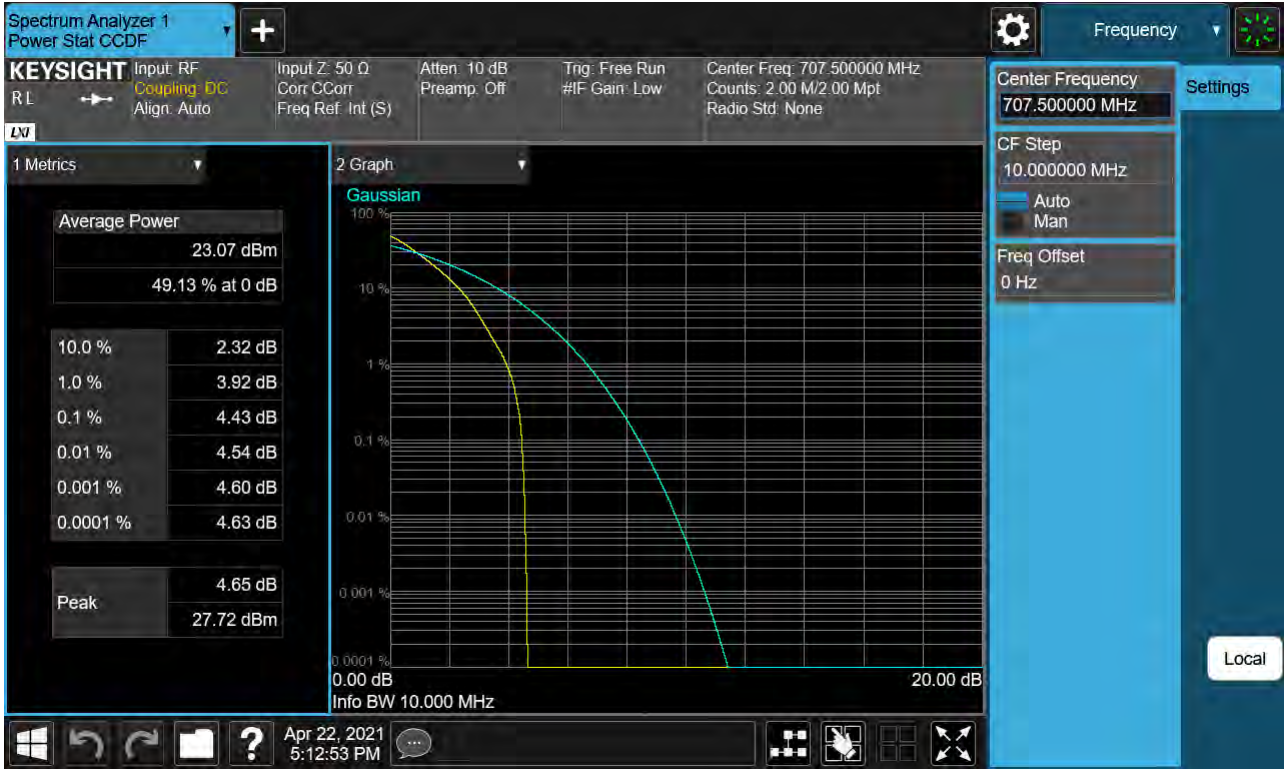 Spectrum Analyzer 1
Power Stat CCDF
Frequency
KEYSIGHT
R L
LXI
Input: RF
Coupling: DC
Align: Auto
Input Z: 50 Ω
Corr CCorr
Freq Ref: Int (S)
Atten: 10 dB
Preamp: Off
Trig: Free Run
#IF Gain: Low
Center Freq: 707.500000 MHz
Counts: 2.00 M/2.00 Mpt
Radio Std: None
Center Frequency
707.500000 MHz
Settings
CF Step
10.000000 MHz
Auto
Man
Freq Offset
0 Hz
1 Metrics
Average Power
23.07 dBm
49.13 % at 0 dB
10.0 % 2.32 dB
1.0 % 3.92 dB
0.1 % 4.43 dB
0.01 % 4.54 dB
0.001 % 4.60 dB
0.0001 % 4.63 dB
Peak
4.65 dB
27.72 dBm
2 Graph
Gaussian
100 %
10 %
1 %
0.1 %
0.01 %
0.001 %
0.0001 %
0.00 dB 20.00 dB
Info BW 10.000 MHz
Local
Apr 22, 2021
5:12:53 PM